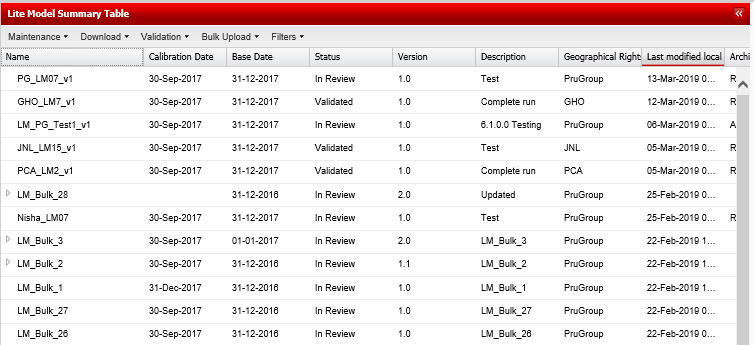 Lite Model Summary Table
Maintenance Download Validation Bulk Upload Filters
Name Calibration Date Base Date Status Version Description Geographical Rights Last modified local Archi
PG_LM07_v1 30-Sep-2017 31-12-2017 In Review 1.0 Test PruGroup 13-Mar-2019 0... R
GHO_LM7_v1 30-Sep-2017 31-12-2017 Validated 1.0 Complete run GHO 12-Mar-2019 0... R
LM_PG_Test1_v1 30-Sep-2017 31-12-2017 In Review 1.0 6.1.0.0 Testing PruGroup 06-Mar-2019 0... A
JNL_LM15_v1 30-Sep-2017 31-12-2017 Validated 1.0 Test JNL 05-Mar-2019 0... R
PCA_LM2_v1 30-Sep-2017 31-12-2017 Validated 1.0 Complete run PCA 05-Mar-2019 0... R
LM_Bulk_28 31-12-2016 In Review 2.0 Updated PruGroup 25-Feb-2019 0...
Nisha_LM07 30-Sep-2017 31-12-2017 In Review 1.0 Test PruGroup 25-Feb-2019 0... R
LM_Bulk_3 30-Sep-2017 01-01-2017 In Review 2.0 LM_Bulk_3 PruGroup 22-Feb-2019 1...
LM_Bulk_2 30-Sep-2017 31-12-2016 In Review 1.1 LM_Bulk_2 PruGroup 22-Feb-2019 1...
LM_Bulk_1 31-Dec-2017 31-12-2016 In Review 1.0 LM_Bulk_1 PruGroup 22-Feb-2019 1...
LM_Bulk_27 30-Sep-2017 31-12-2016 In Review 1.0 LM_Bulk_27 PruGroup 22-Feb-2019 0...
LM_Bulk_26 30-Sep-2017 31-12-2016 In Review 1.0 LM_Bulk_26 PruGroup 22-Feb-2019 0...